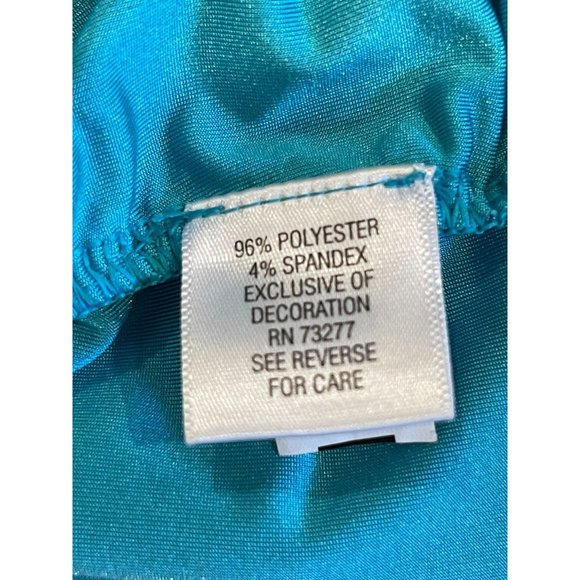 96% POLYESTER
4% SPANDEX
EXCLUSIVE OF
DECORATION
RN 73277
SEE REVERSE
FOR CARE